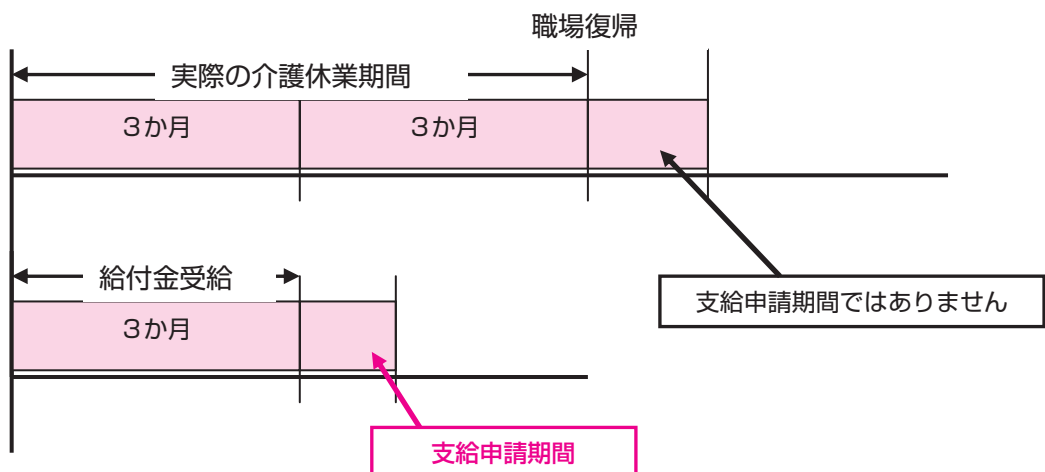 職場復帰
実際の介護休業期間
３か月
３か月
支給申請期間ではありません
給付金受給
３か月
支給申請期間